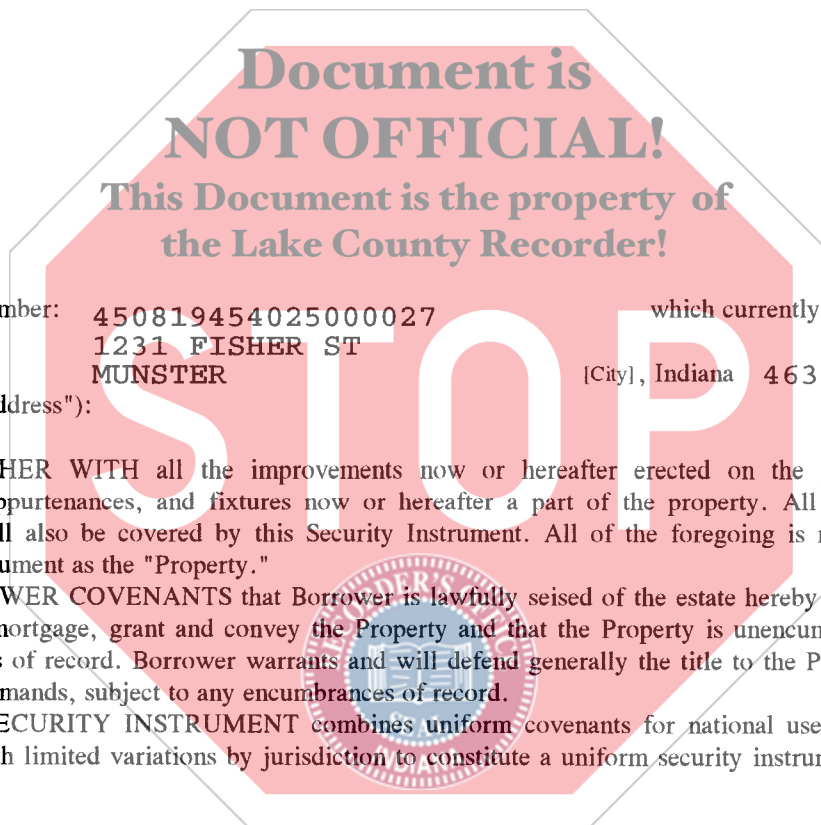 Document is
NOT OFFICIAL!
This Document is the property of
the Lake County Recorder!
STOP
mber: 450819454025000027 which currently
1231 FISHER ST
MUNSTER [City], Indiana 463
ddress"):
HER WITH all the improvements now or hereafter erected on the
ppurtenances, and fixtures now or hereafter a part of the property. All
ll also be covered by this Security Instrument. All of the foregoing is
ument as the "Property."
WER COVENANTS that Borrower is lawfully seised of the estate hereby
mortgage, grant and convey the Property and that the Property is unencum
s of record. Borrower warrants and will defend generally the title to the P
mands, subject to any encumbrances of record.
ECURITY INSTRUMENT combines uniform covenants for national use
h limited variations by jurisdiction to constitute a uniform security instru
INDIANA